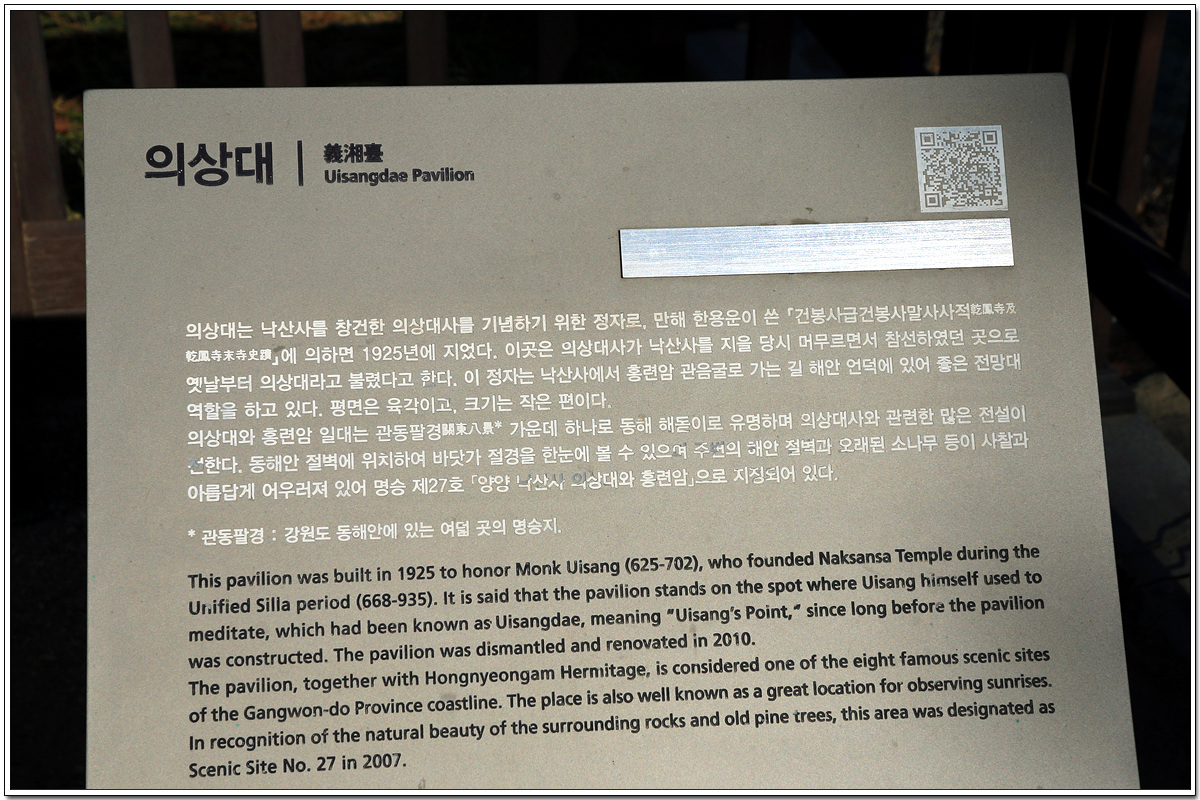 의상대
義湘臺
Uisangdae Pavilion
의상대는 낙산사를 창건한 의상대사를 기념하기 위한 정자로, 만해 한용운이 쓴 「건봉사급건봉사말사사적乾鳳寺及
乾鳳寺末寺史蹟」에 의하면 1925년에 지었다. 이곳은 의상대사가 낙산사를 지을 당시 머무르면서 참선하였던 곳으로
옛날부터 의상대라고 불렸다고 한다. 이 정자는 낙산사에서 홍련암 관음굴로 가는 길 해안 언덕에 있어 좋은 전망대
역할을 하고 있다. 평면은 육각이고, 크기는 작은 편이다.
의상대와 홍련암 일대는 관동팔경關東八景* 가운데 하나로 동해 해돋이로 유명하며 의상대사와 관련한 많은 전설이
전한다. 동해안 절벽에 위치하여 바닷가 절경을 한눈에 볼 수 있으며 주변의 해안 절벽과 오래된 소나무 등이 사찰과
아름답게 어우러져 있어 명승 제27호 「양양 낙산사 의상대와 홍련암」으로 지정되어 있다.
* 관동팔경 : 강원도 동해안에 있는 여덟 곳의 명승지.
This pavilion was built in 1925 to honor Monk Uisang (625-702), who founded Naksansa Temple during the
Unified Silla period (668-935). It is said that the pavilion stands on the spot where Uisang himself used to
meditate, which had been known as Uisangdae, meaning "Uisang's Point," since long before the pavilion
was constructed. The pavilion was dismantled and renovated in 2010.
The pavilion, together with Hongnyeongam Hermitage, is considered one of the eight famous scenic sites
of the Gangwon-do Province coastline. The place is also well known as a great location for observing sunrises.
In recognition of the natural beauty of the surrounding rocks and old pine trees, this area was designated as
Scenic Site No. 27 in 2007.